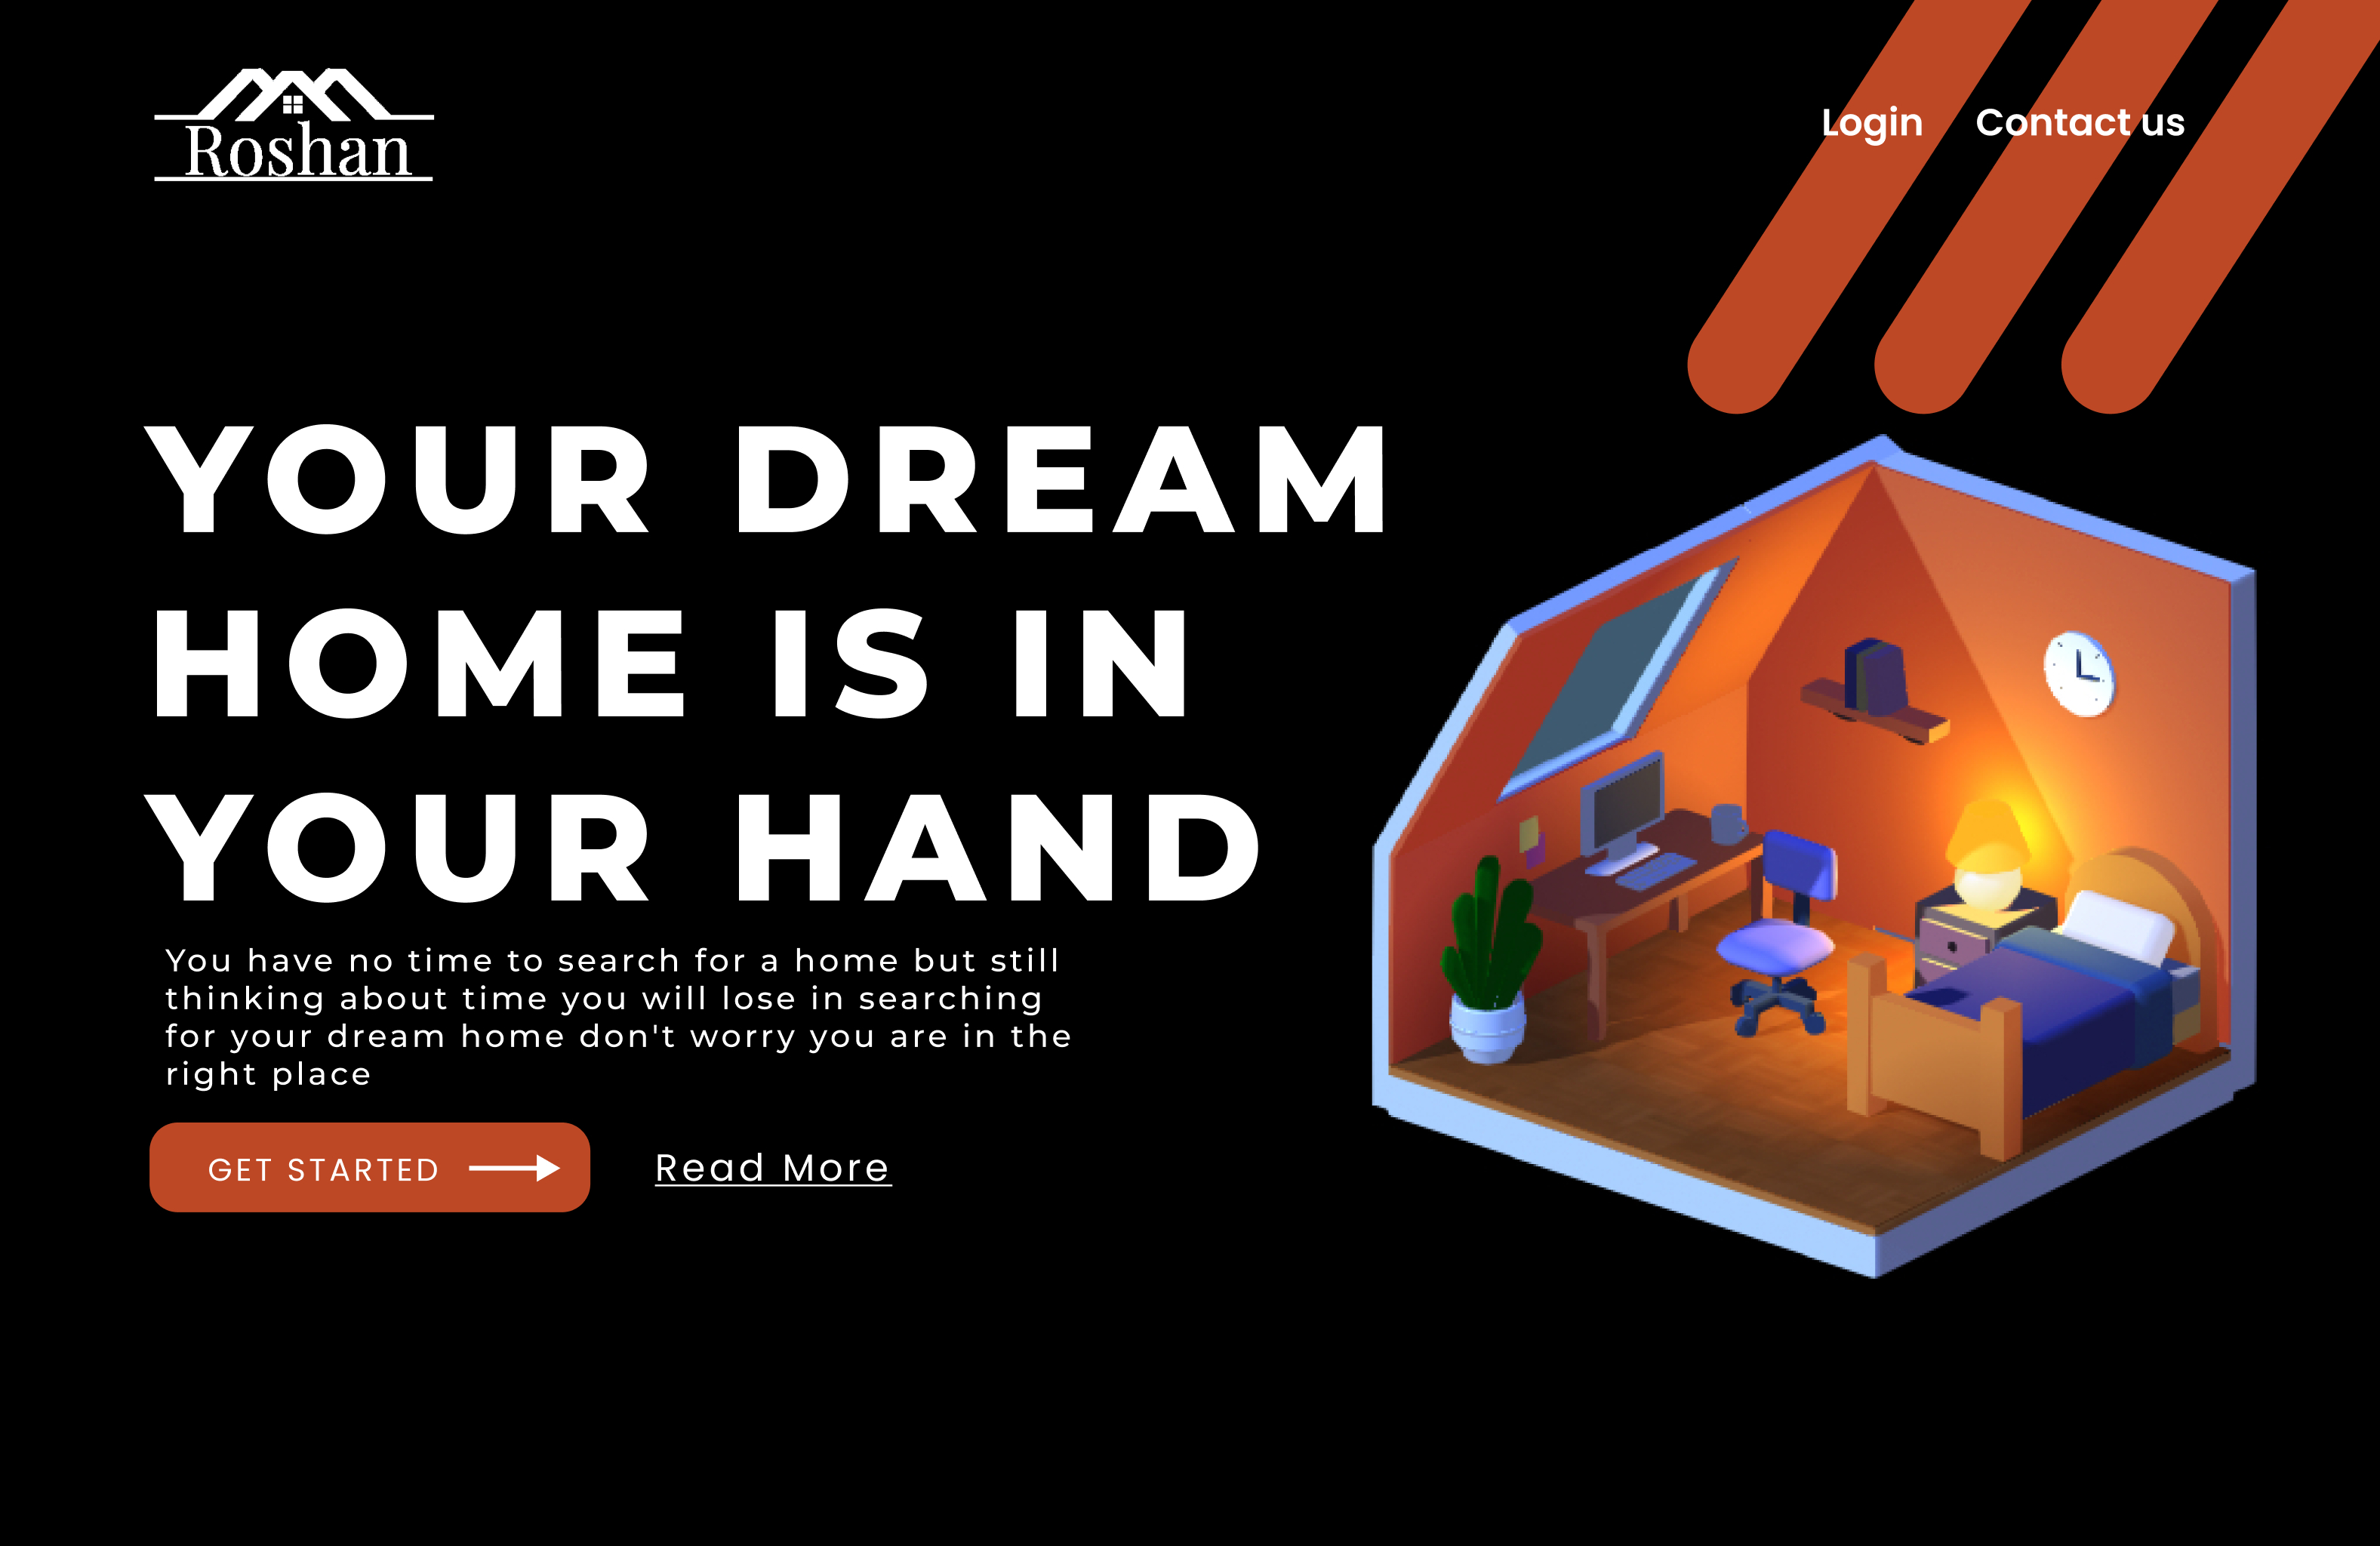 Roshan
Login
Contact us
YOUR DREAM
HOME IS IN
YOUR HAND
You have no time to search for a home but still
thinking about time you will lose in searching
for your dream home don't worry you are in the
right place
GET STARTED
Read More